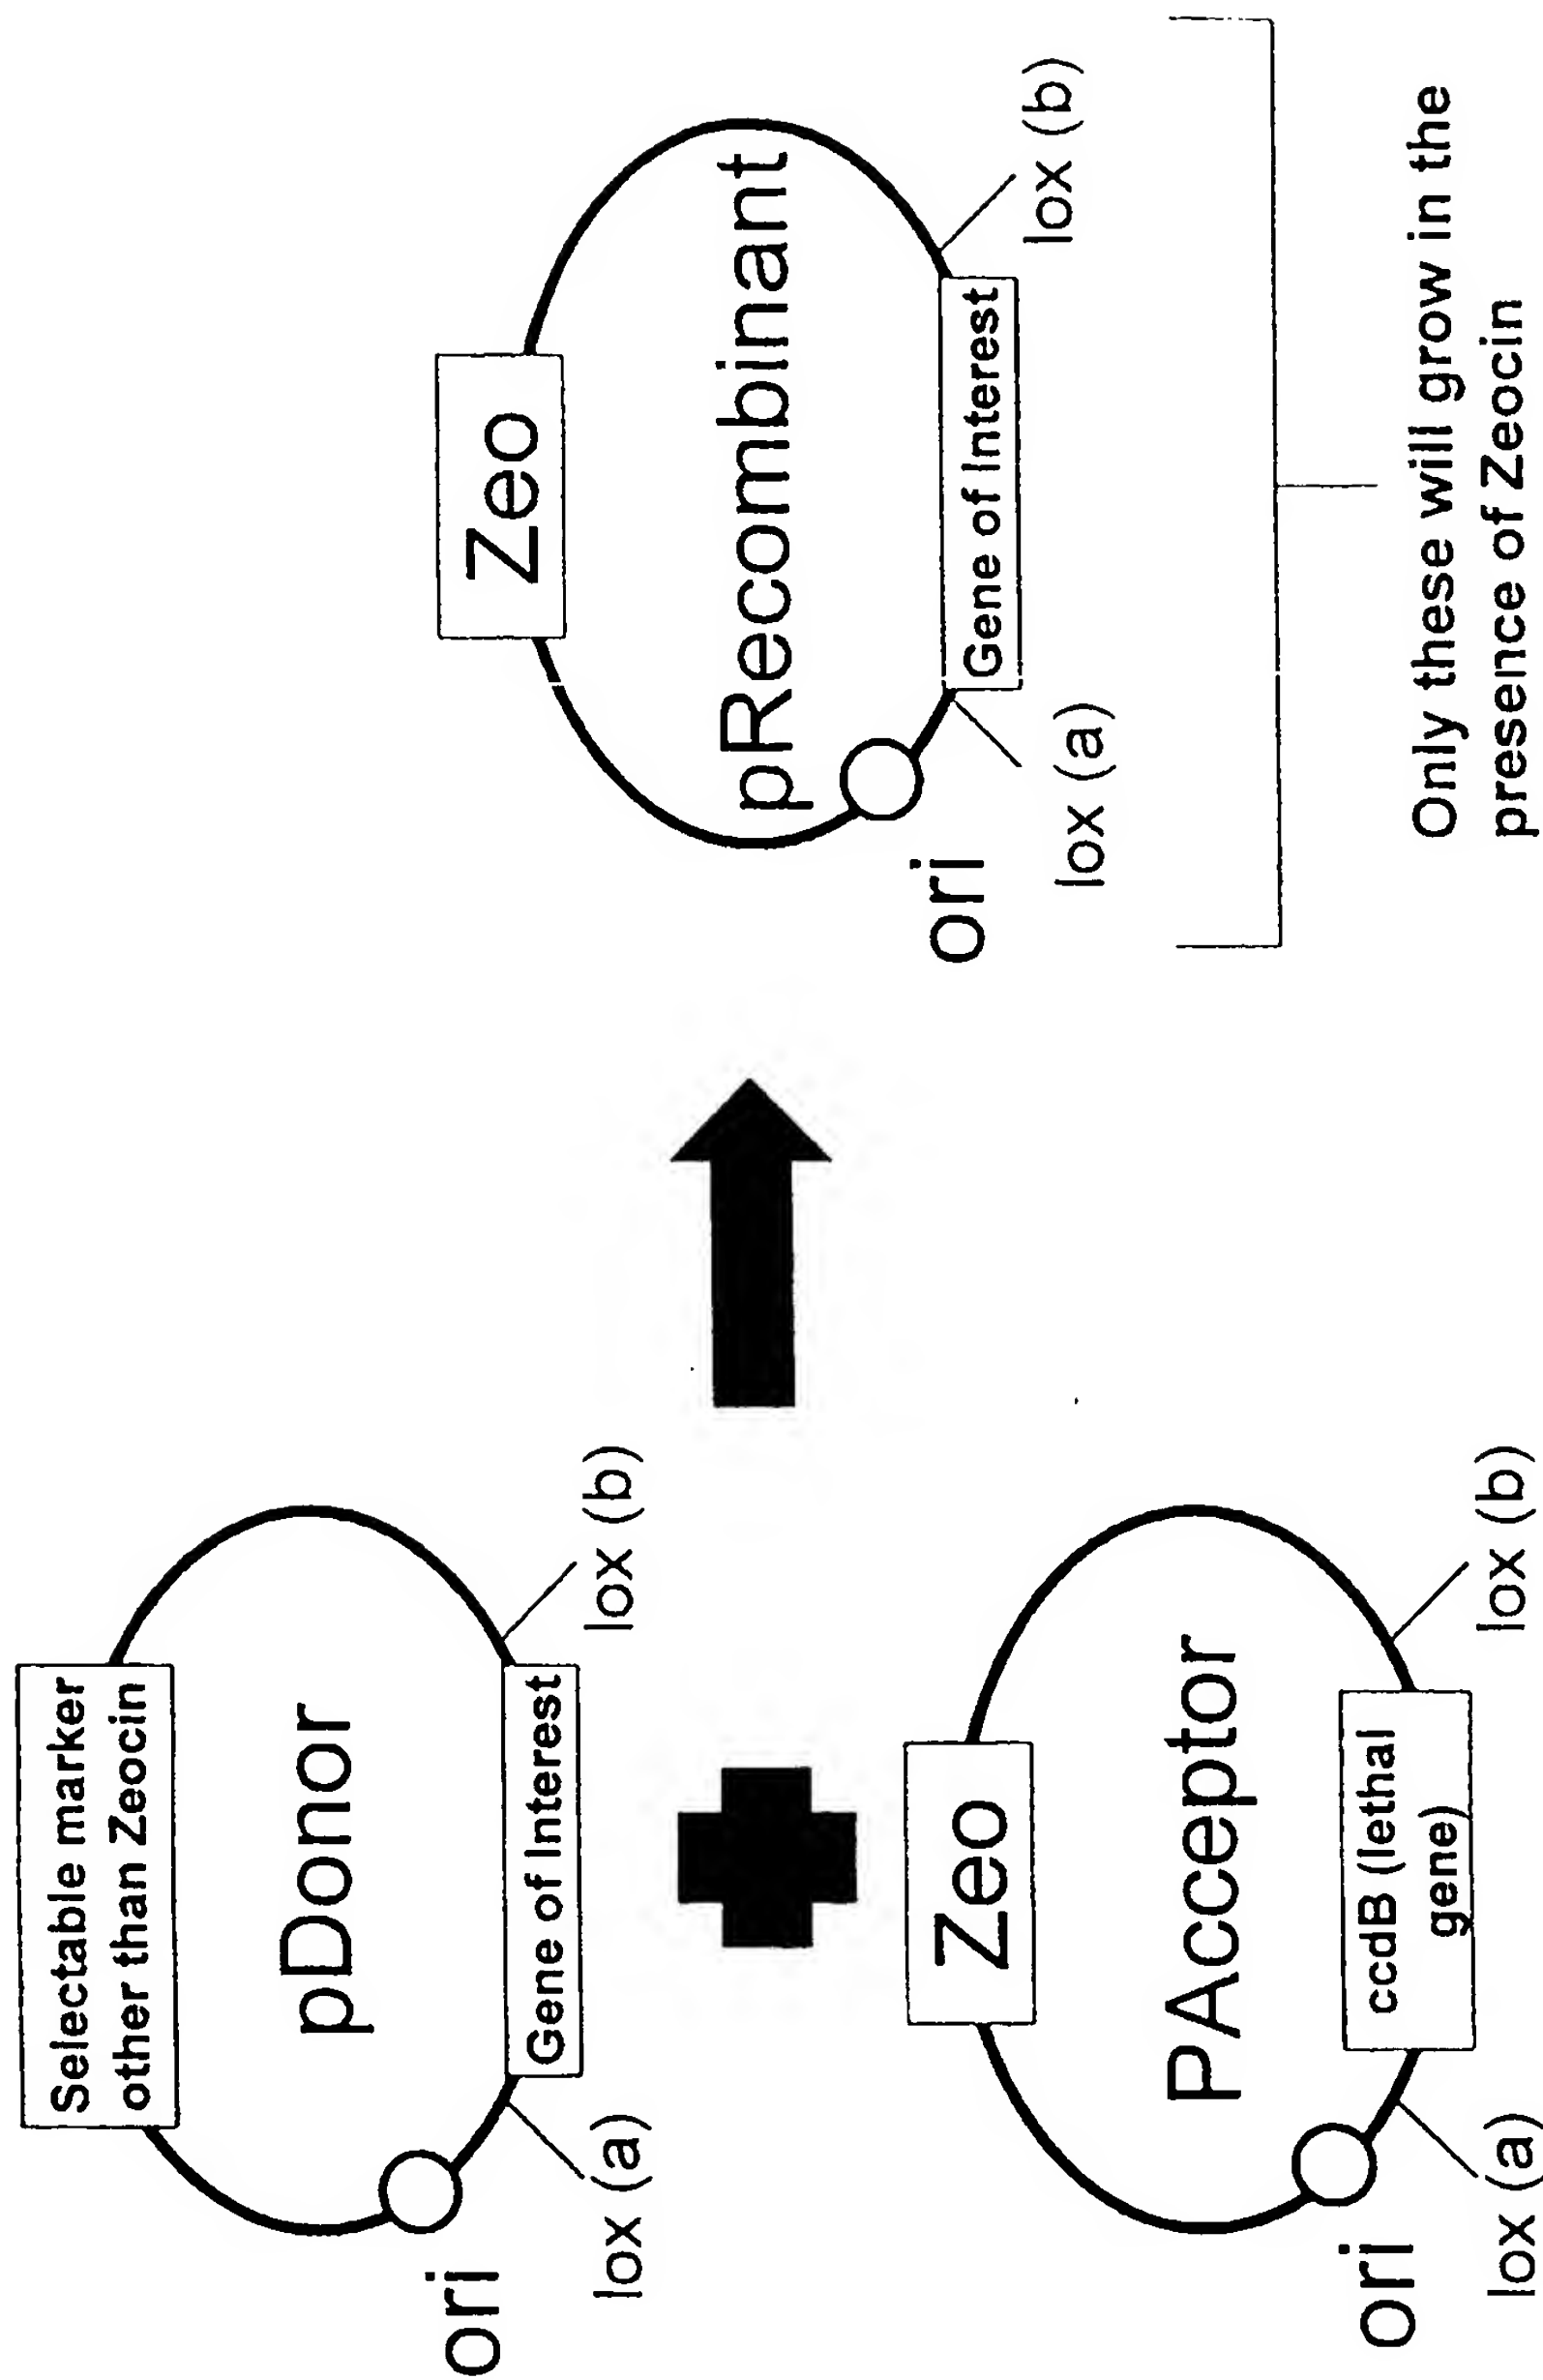 Selectable marker
other than Zeocin
pDonor
ori
Gene of Interest
lox (a)
lox (b)
Zeo
PAcceptor
ori
ccdB (lethal
gene)
lox (a)
lox (b)
Zeo
pRecombinant
ori
Gene of Interest
lox (a)
lox (b)
Only these will grow in the
presence of Zeocin